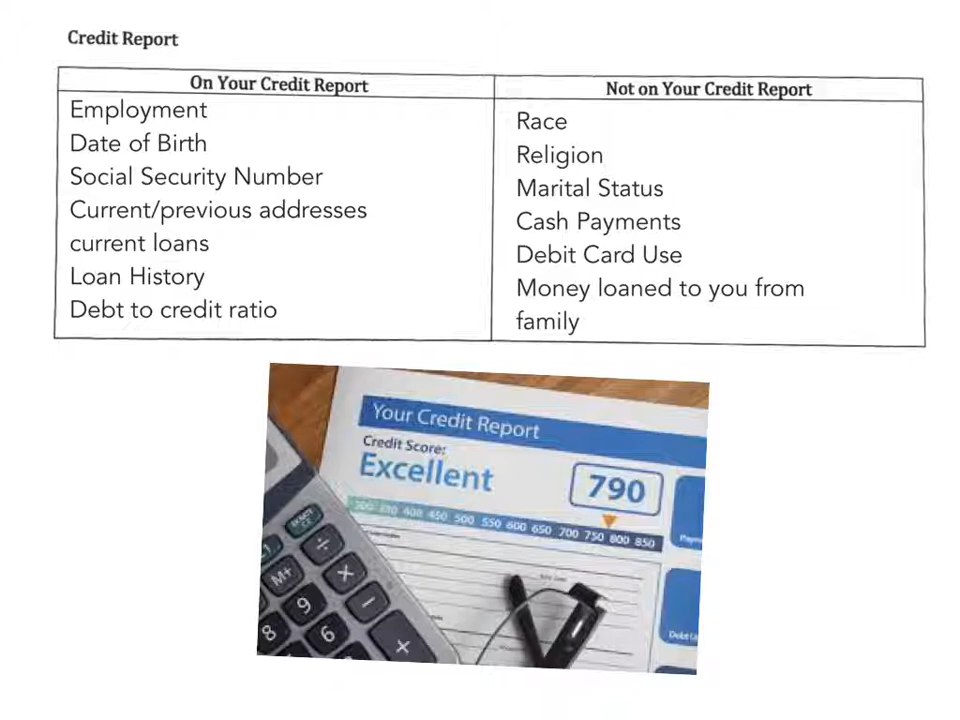 Credit Report
On Your Credit Report
Employment
Date of Birth
Social Security Number
Current/previous addresses
current loans
Loan History
Debt to credit ratio
Not on Your Credit Report
Race
Religion
Marital Status
Cash Payments
Debit Card Use
Money loaned to you from
family
Your Credit Report
Credit Score:
Excellent
790
400 450 500 550 600 650 700 750 800 850
M+
÷
×
9
−
8
6
×